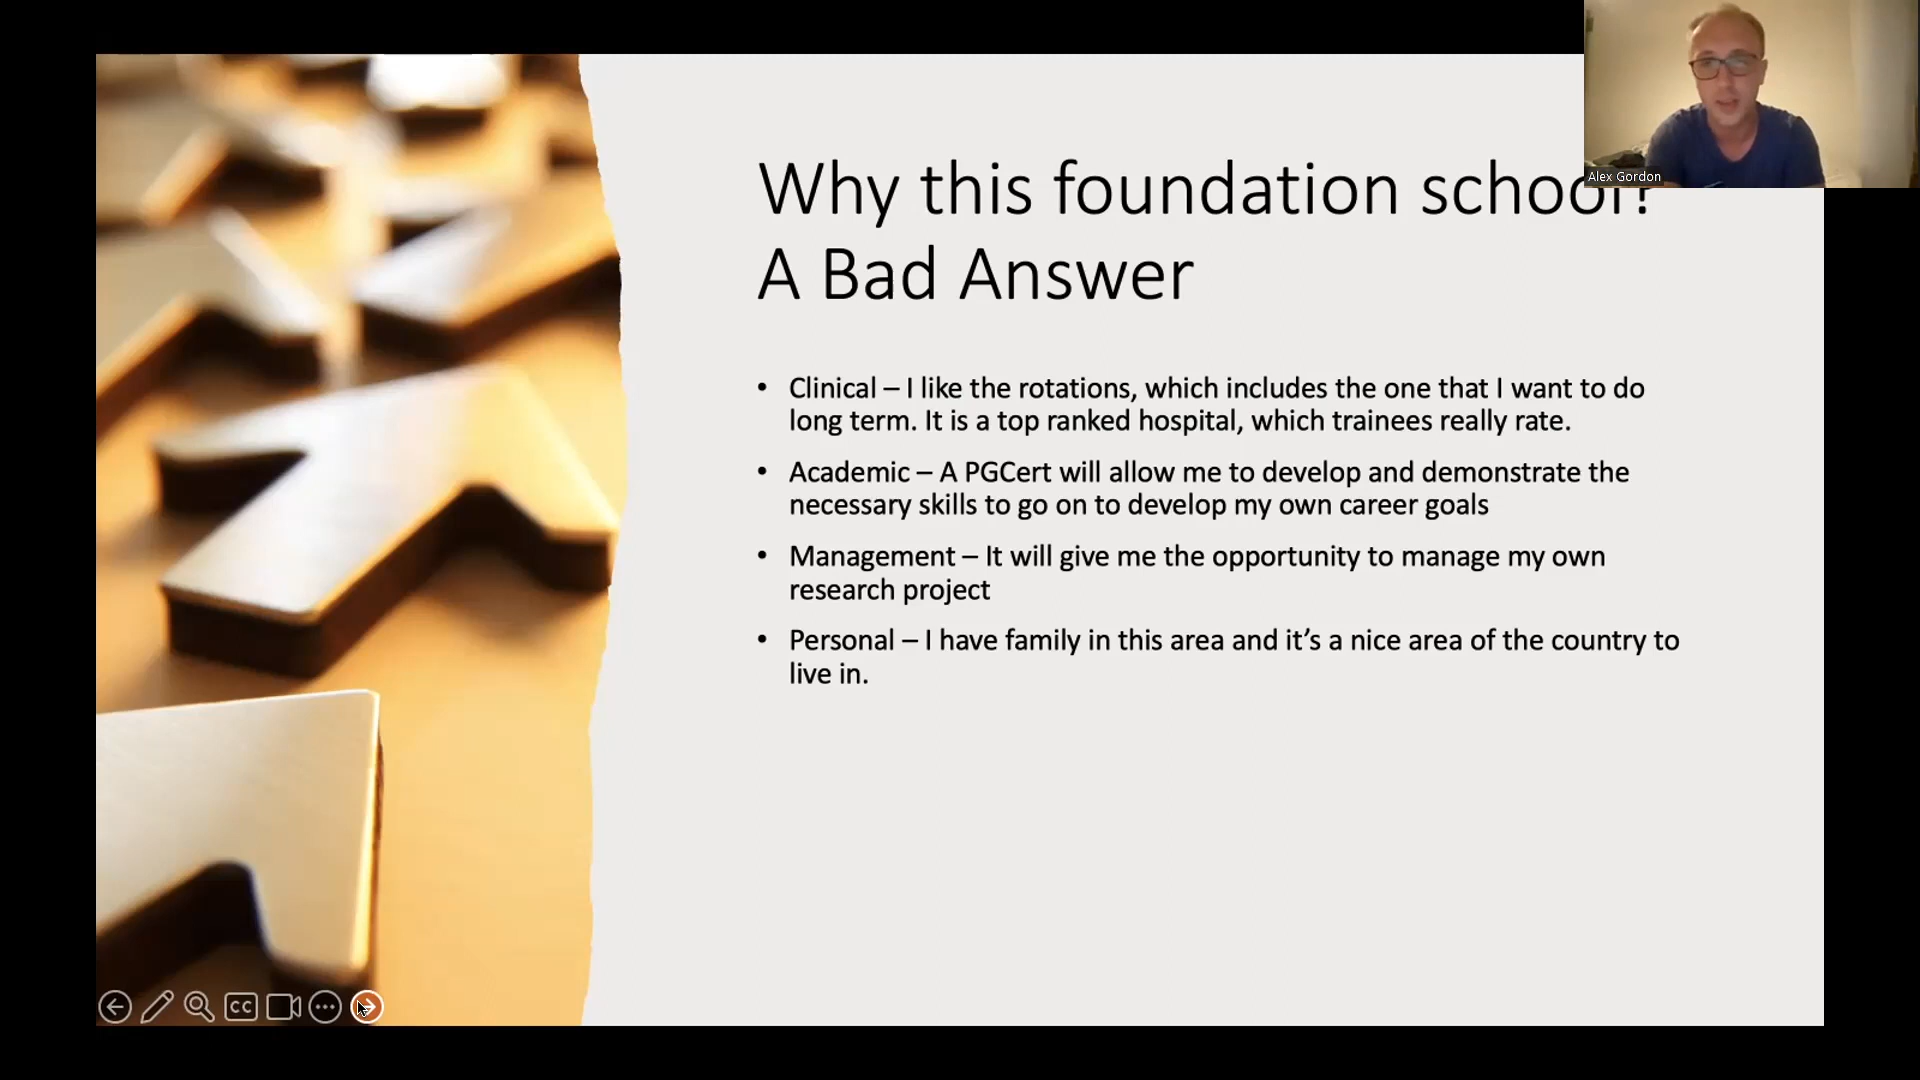 Alex Gordon
Why this foundation school?
A Bad Answer
• Clinical – I like the rotations, which includes the one that I want to do
long term. It is a top ranked hospital, which trainees really rate.
• Academic – A PGCert will allow me to develop and demonstrate the
necessary skills to go on to develop my own career goals
• Management – It will give me the opportunity to manage my own
research project
• Personal – I have family in this area and it’s a nice area of the country to
live in.
CC